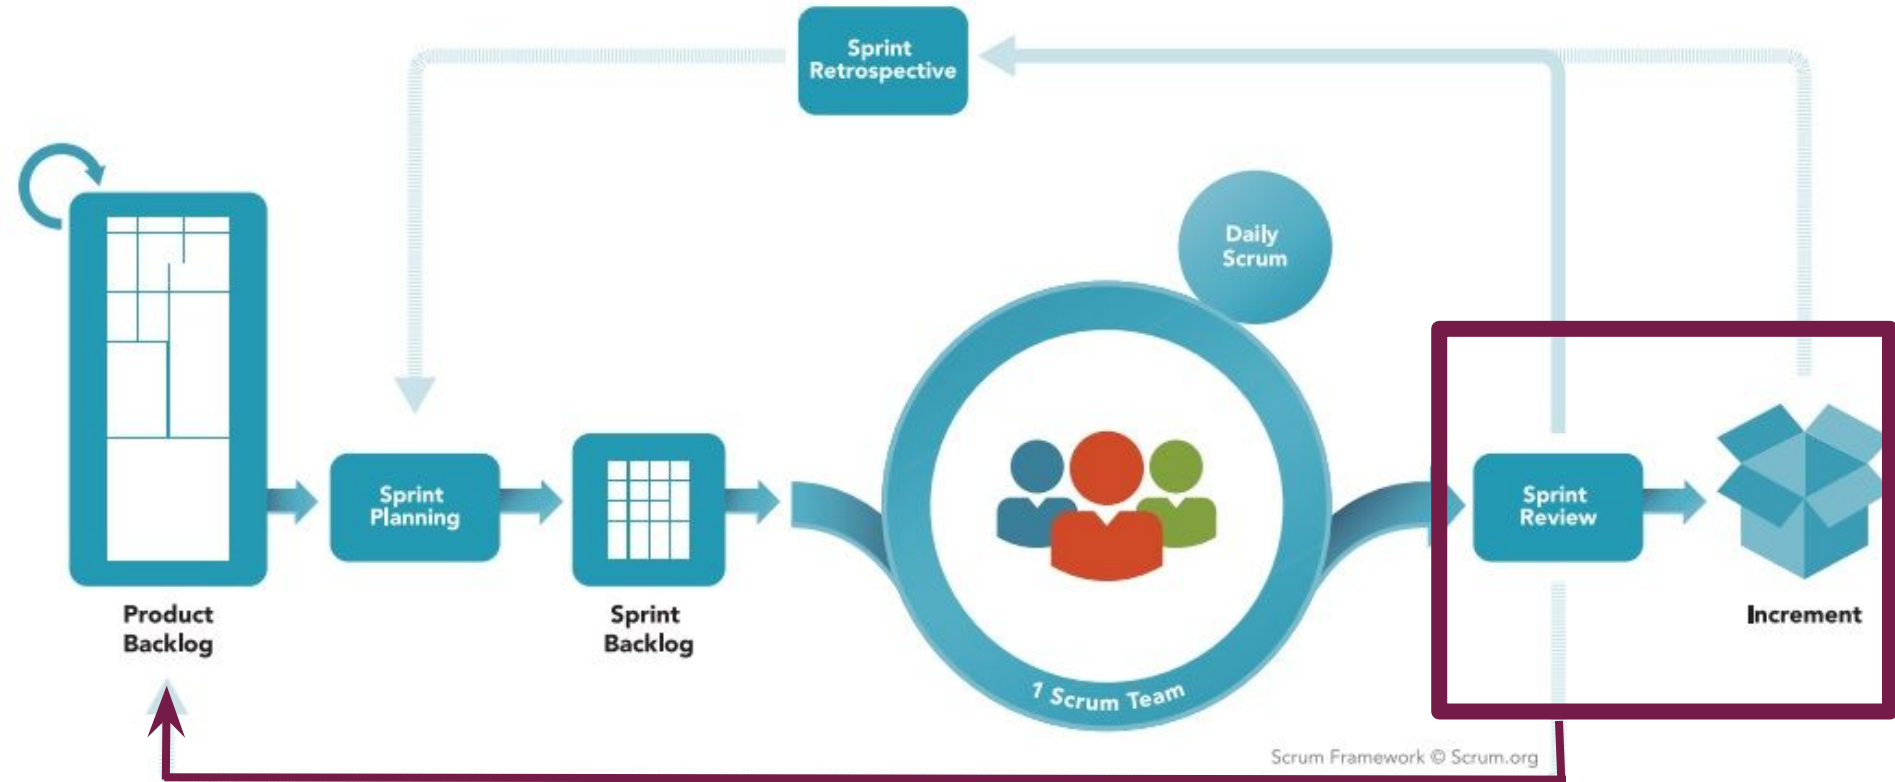 Sprint
Retrospective
Daily
Scrum
Sprint
Planning
Sprint
Review
Product
Backlog
Sprint
Backlog
Increment
1 Scrum Team
Scrum Framework © Scrum.org